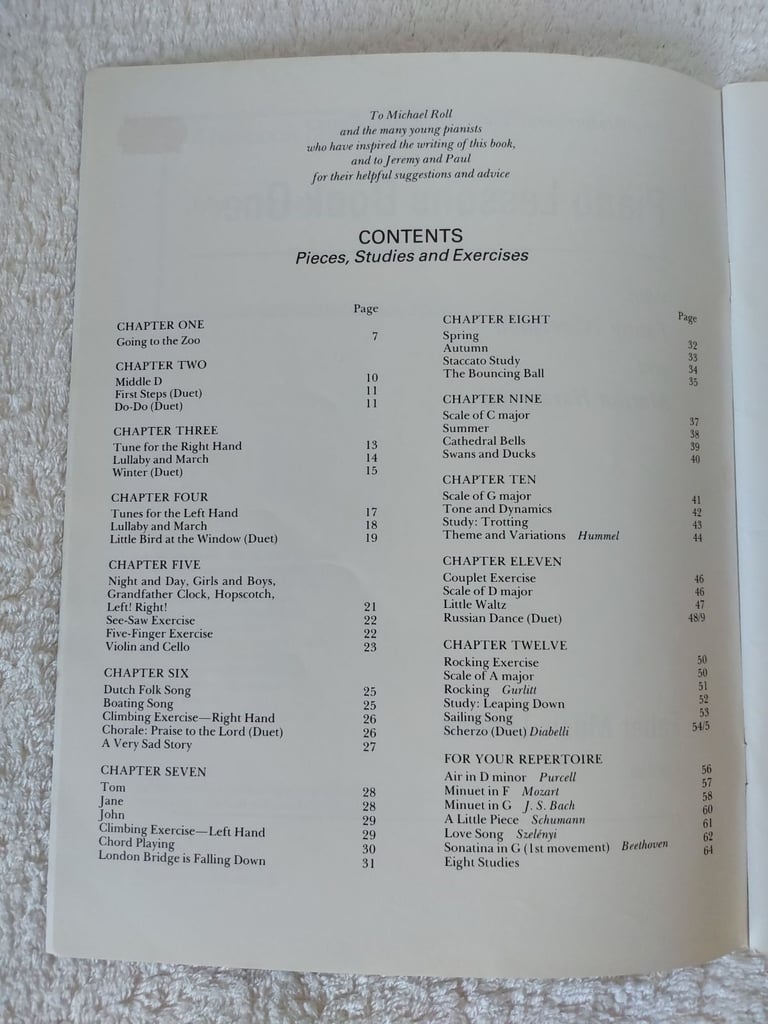 To Michael Roll
and the many young pianists
who have inspired the writing of this book,
and to Jeremy and Paul
for their helpful suggestions and advice
CONTENTS
Pieces, Studies and Exercises
Page
CHAPTER ONE
Going to the Zoo 7
CHAPTER TWO
Middle D 10
First Steps (Duet) 11
Do-Do (Duet) 11
CHAPTER THREE
Tune for the Right Hand 13
Lullaby and March 14
Winter (Duet) 15
CHAPTER FOUR
Tunes for the Left Hand 17
Lullaby and March 18
Little Bird at the Window (Duet) 19
CHAPTER FIVE
Night and Day, Girls and Boys,
Grandfather Clock, Hopscotch,
Left! Right! 21
See-Saw Exercise 22
Five-Finger Exercise 22
Violin and Cello 23
CHAPTER SIX
Dutch Folk Song 25
Boating Song 25
Climbing Exercise—Right Hand 26
Chorale: Praise to the Lord (Duet) 26
A Very Sad Story 27
CHAPTER SEVEN
Tom 28
Jane 28
John 29
Climbing Exercise—Left Hand 29
Chord Playing 30
London Bridge is Falling Down 31
Page
CHAPTER EIGHT
Spring 32
Autumn 33
Staccato Study 34
The Bouncing Ball 35
CHAPTER NINE
Scale of C major 37
Summer 38
Cathedral Bells 39
Swans and Ducks 40
CHAPTER TEN
Scale of G major 41
Tone and Dynamics 42
Study: Trotting 43
Theme and Variations Hummel 44
CHAPTER ELEVEN
Couplet Exercise 46
Scale of D major 46
Little Waltz 47
Russian Dance (Duet) 48/9
CHAPTER TWELVE
Rocking Exercise 50
Scale of A major 50
Rocking Gurlitt 51
Study: Leaping Down 52
Sailing Song 53
Scherzo (Duet) Diabelli 54/5
FOR YOUR REPERTOIRE
Air in D minor Purcell 56
Minuet in F Mozart 57
Minuet in G J. S. Bach 58
A Little Piece Schumann 60
Love Song Szelényi 61
Sonatina in G (1st movement) Beethoven 62
Eight Studies 64